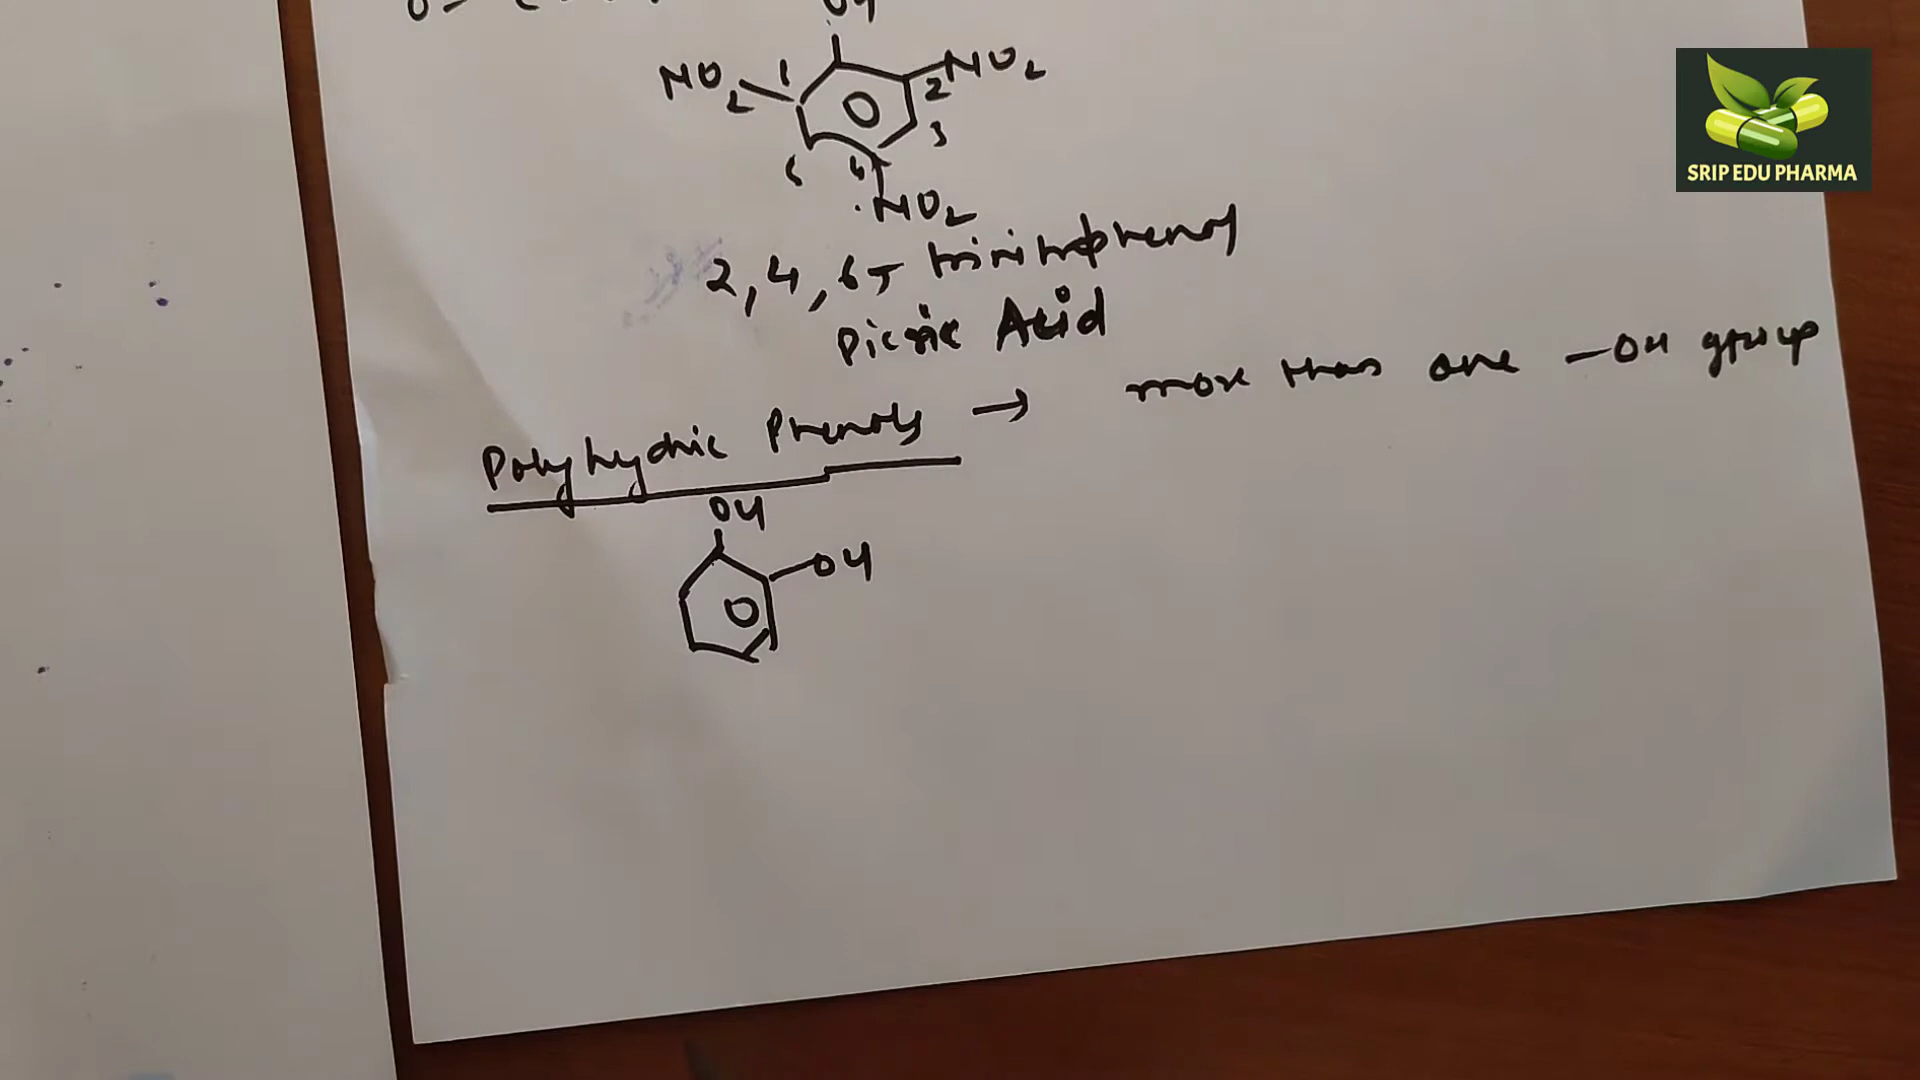 OH
NO2 1 2 NO2
3
4
NO2
2, 4, 6- trinitrophenol
Picric Acid
Polyhydric Phenols → more than one -OH group
OH
OH
SRIP EDU PHARMA